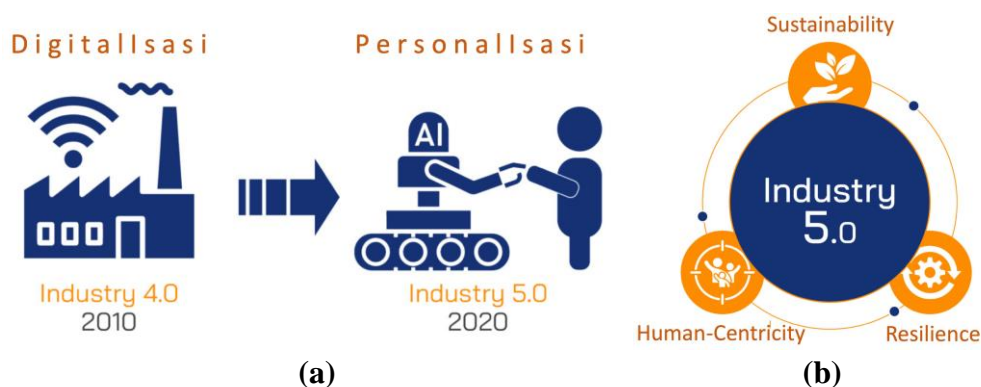 DigitalIsasi
PersonalIsasi
AI
Industry 4.0
2010
Industry 5.0
2020
(a)
Sustainability
Industry
5.0
Human-Centricity
Resilience
(b)